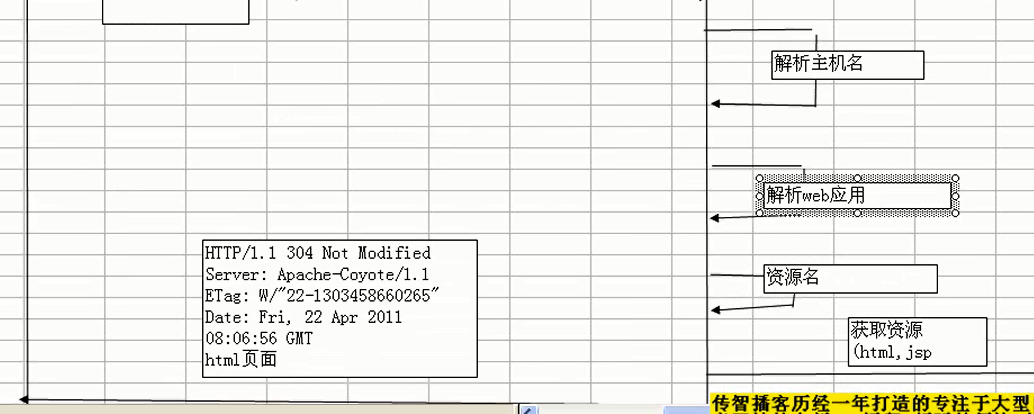 解析主机名
解析web应用
HTTP/1.1 304 Not Modified
Server: Apache-Coyote/1.1
ETag: W/"22-1303458660265"
Date: Fri, 22 Apr 2011
08:06:56 GMT
html页面
资源名
获取资源
(html,jsp
传智播客历经一年打造的专注于大型